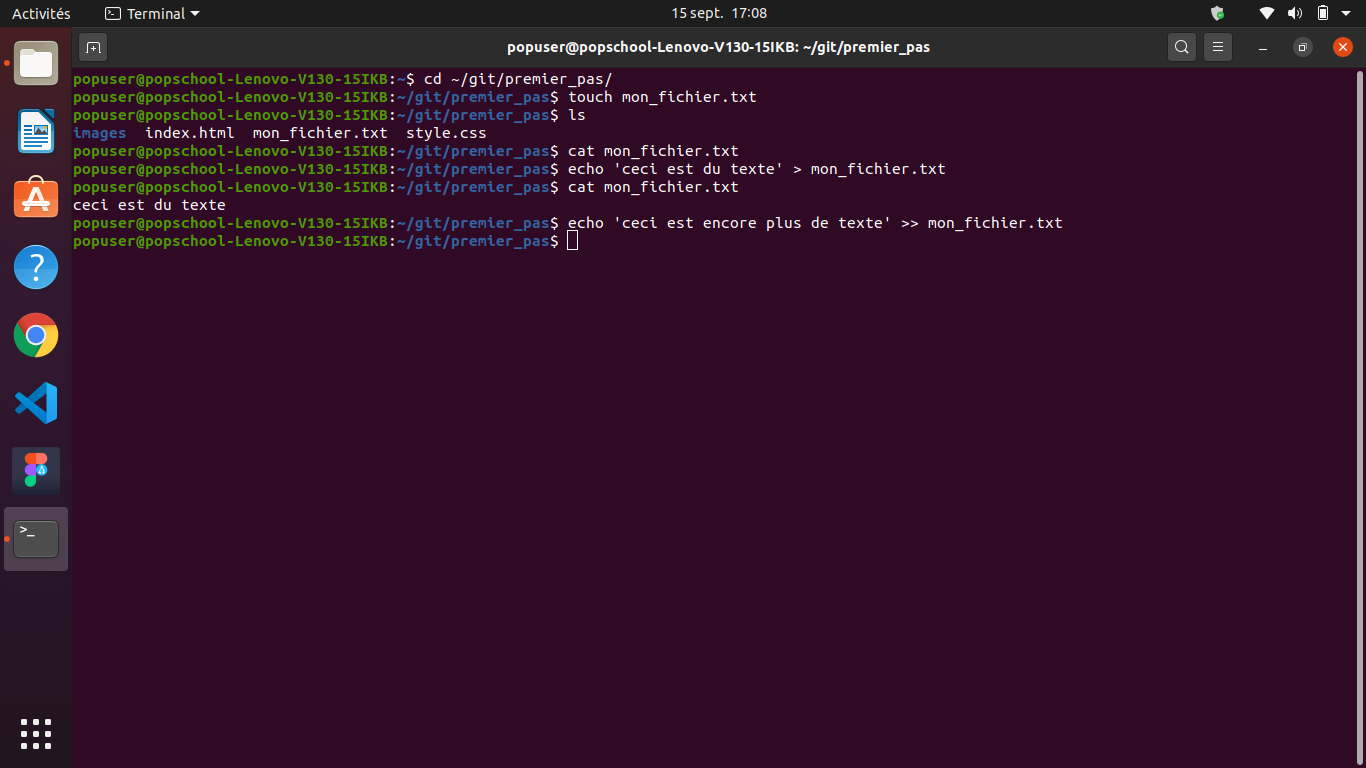 Activités Terminal 15 sept. 17:08
popuser@popschool-Lenovo-V130-15IKB: ~/git/premier_pas
popuser@popschool-Lenovo-V130-15IKB:~$ cd ~/git/premier_pas/
popuser@popschool-Lenovo-V130-15IKB:~/git/premier_pas$ touch mon_fichier.txt
popuser@popschool-Lenovo-V130-15IKB:~/git/premier_pas$ ls
images  index.html  mon_fichier.txt  style.css
popuser@popschool-Lenovo-V130-15IKB:~/git/premier_pas$ cat mon_fichier.txt
popuser@popschool-Lenovo-V130-15IKB:~/git/premier_pas$ echo 'ceci est du texte' > mon_fichier.txt
popuser@popschool-Lenovo-V130-15IKB:~/git/premier_pas$ cat mon_fichier.txt
ceci est du texte
popuser@popschool-Lenovo-V130-15IKB:~/git/premier_pas$ echo 'ceci est encore plus de texte' >> mon_fichier.txt
popuser@popschool-Lenovo-V130-15IKB:~/git/premier_pas$